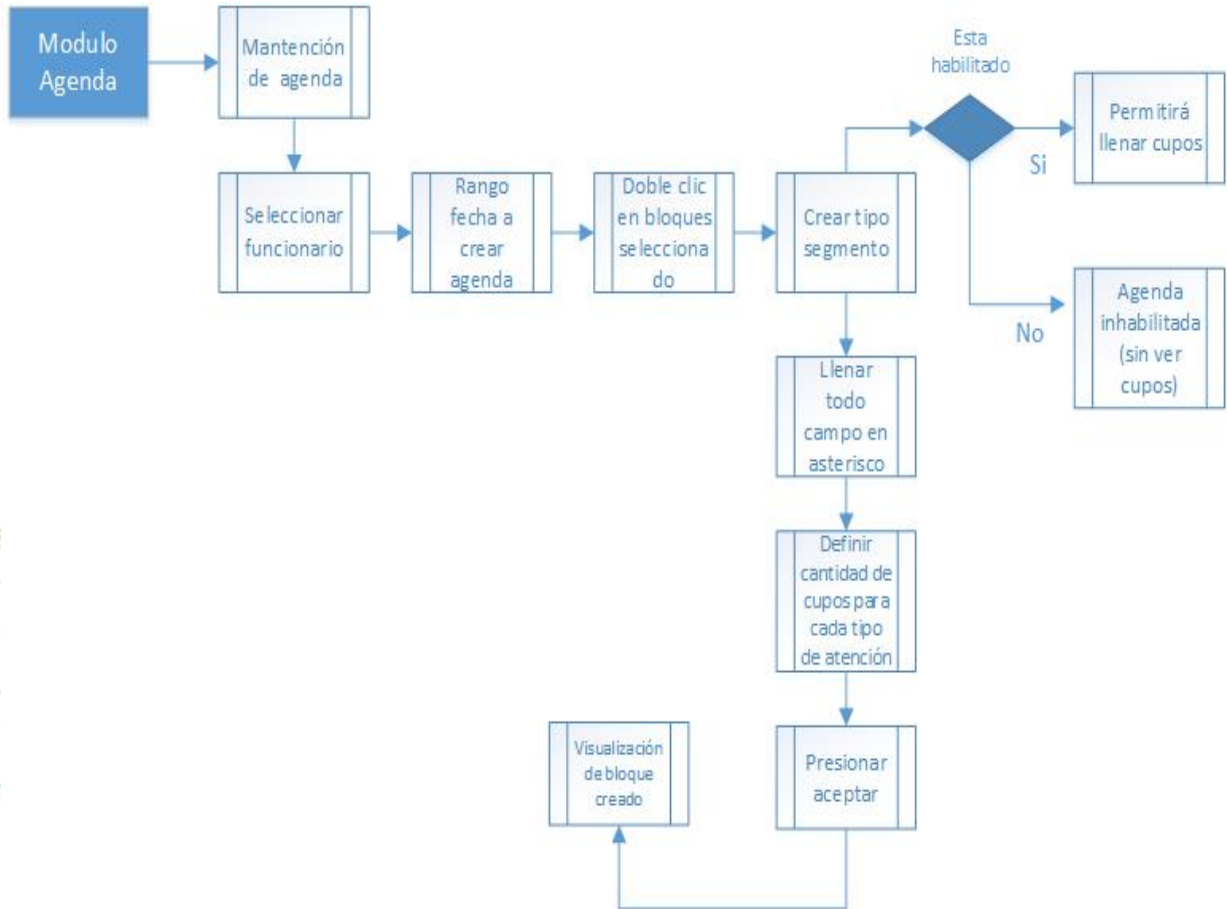 Modulo
Agenda
Mantención
de agenda
Seleccionar
funcionario
Rango
fecha a
crear
agenda
Doble clic
en bloques
selecciona
do
Crear tipo
segmento
Esta
habilitado
Si
Permitirá
llenar cupos
No
Agenda
inhabilitada
(sin ver
cupos)
Llenar
todo
campo en
asterisco
Definir
cantidad de
cupos para
cada tipo
de atención
Presionar
aceptar
Visualización
de bloque
creado